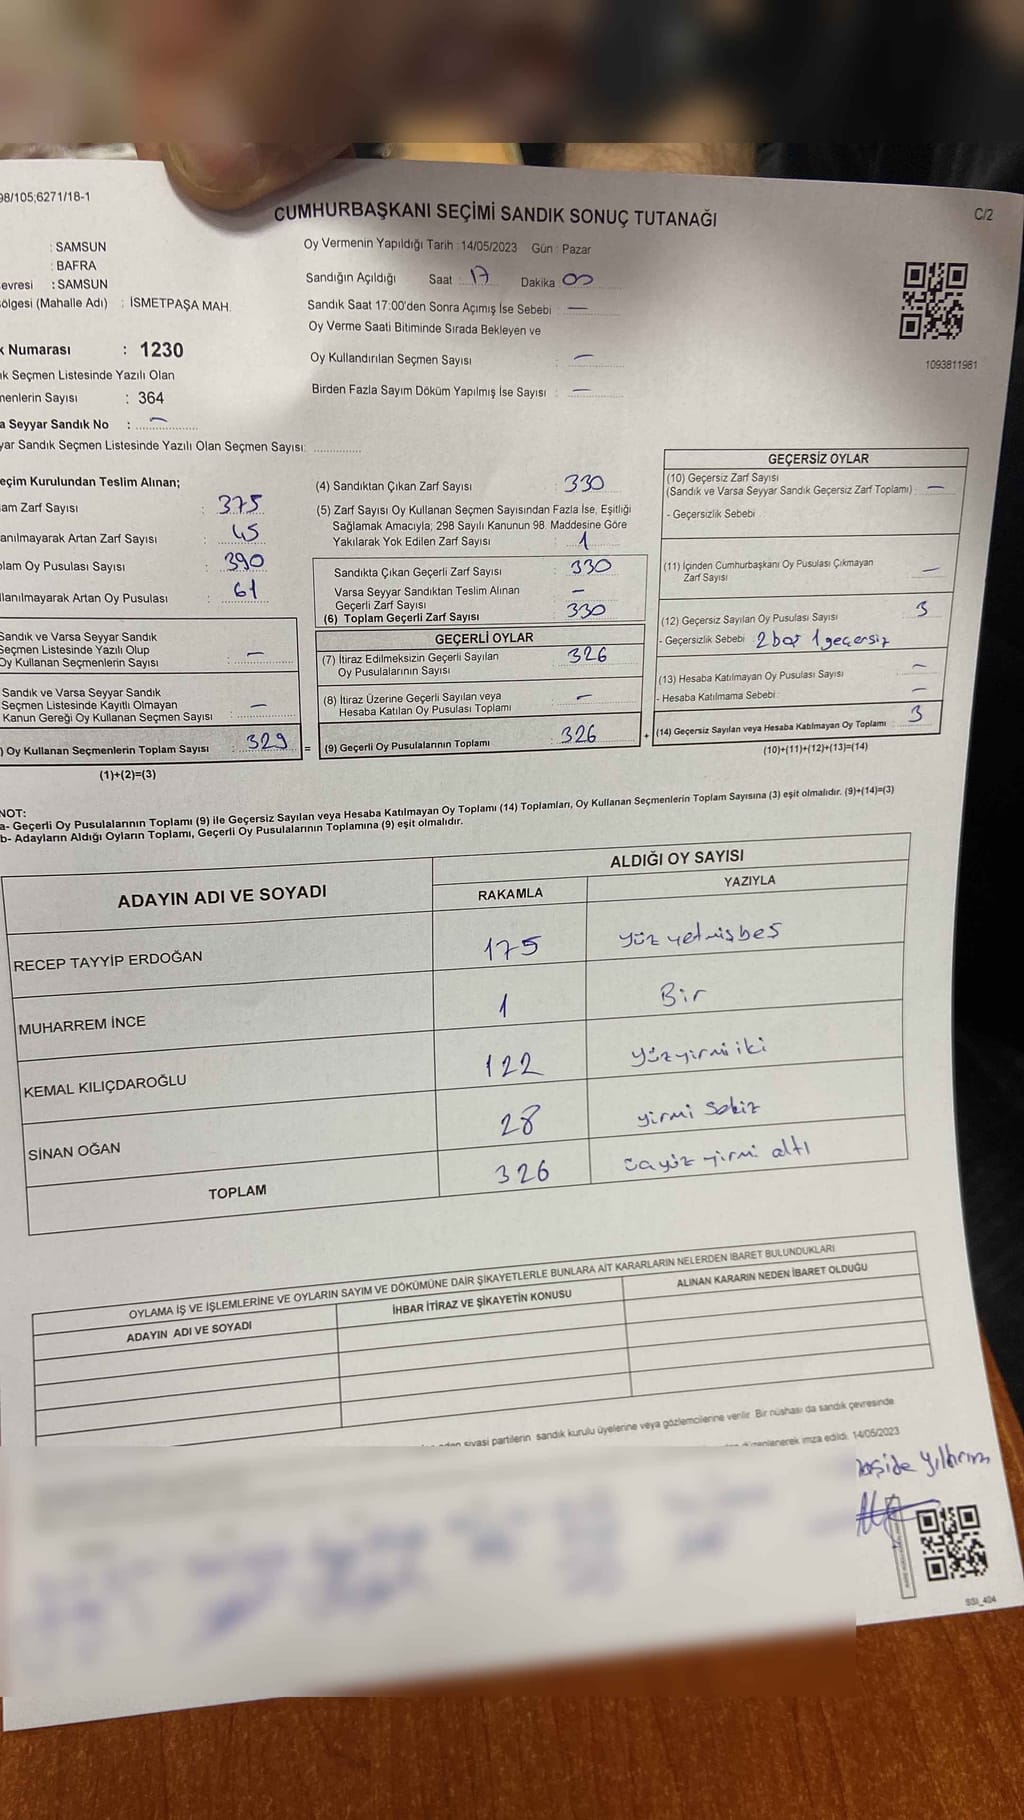 98/105;6271/18-1
CUMHURBAŞKANI SEÇİMİ SANDIK SONUÇ TUTANAĞI
C/2
: SAMSUN
: BAFRA
evresi : SAMSUN
ölgesi (Mahalle Adı) : İSMETPAŞA MAH.
k Numarası : 1230
ık Seçmen Listesinde Yazılı Olan
menlerin Sayısı : 364
a Seyyar Sandık No : —
yar Sandık Seçmen Listesinde Yazılı Olan Seçmen Sayısı:
Oy Vermenin Yapıldığı Tarih : 14/05/2023 Gün : Pazar
Sandığın Açıldığı Saat : 17 Dakika 00
Sandık Saat 17:00'den Sonra Açımış İse Sebebi : —
Oy Verme Saati Bitiminde Sırada Bekleyen ve
Oy Kullandırılan Seçmen Sayısı : —
Birden Fazla Sayım Döküm Yapılmış İse Sayısı : —
1093811981
eçim Kurulundan Teslim Alınan;
am Zarf Sayısı : 375
anılmayarak Artan Zarf Sayısı : 45
plam Oy Pusulası Sayısı : 390
llanılmayarak Artan Oy Pusulası : 61
Sandık ve Varsa Seyyar Sandık
Seçmen Listesinde Yazılı Olup
Oy Kullanan Seçmenlerin Sayısı : —
Sandık ve Varsa Seyyar Sandık
Seçmen Listesinde Kayıtlı Olmayan
Kanun Gereği Oy Kullanan Seçmen Sayısı : —
) Oy Kullanan Seçmenlerin Toplam Sayısı : 329 =
(1)+(2)=(3)
(4) Sandıktan Çıkan Zarf Sayısı : 330
(5) Zarf Sayısı Oy Kullanan Seçmen Sayısından Fazla İse, Eşitliği
Sağlamak Amacıyla; 298 Sayılı Kanunun 98. Maddesine Göre
Yakılarak Yok Edilen Zarf Sayısı : 1
Sandıkta Çıkan Geçerli Zarf Sayısı : 330
Varsa Seyyar Sandıktan Teslim Alınan
Geçerli Zarf Sayısı : —
(6) Toplam Geçerli Zarf Sayısı : 330
GEÇERLİ OYLAR
(7) İtiraz Edilmeksizin Geçerli Sayılan
Oy Pusulalarının Sayısı : 326
(8) İtiraz Üzerine Geçerli Sayılan veya
Hesaba Katılan Oy Pusulası Toplamı : —
(9) Geçerli Oy Pusulalarının Toplamı : 326 +
GEÇERSİZ OYLAR
(10) Geçersiz Zarf Sayısı
(Sandık ve Varsa Seyyar Sandık Geçersiz Zarf Toplamı) : —
- Geçersizlik Sebebi :
(11) İçinden Cumhurbaşkanı Oy Pusulası Çıkmayan
Zarf Sayısı : —
(12) Geçersiz Sayılan Oy Pusulası Sayısı : 3
- Geçersizlik Sebebi : 2 boş 1 geçersiz
(13) Hesaba Katılmayan Oy Pusulası Sayısı : —
- Hesaba Katılmama Sebebi : —
(14) Geçersiz Sayılan veya Hesaba Katılmayan Oy Toplamı : 3
(10)+(11)+(12)+(13)=(14)
NOT:
a- Geçerli Oy Pusulalarının Toplamı (9) ile Geçersiz Sayılan veya Hesaba Katılmayan Oy Toplamı (14) Toplamları, Oy Kullanan Seçmenlerin Toplam Sayısına (3) eşit olmalıdır. (9)+(14)=(3)
b- Adayların Aldığı Oyların Toplamı, Geçerli Oy Pusulalarının Toplamına (9) eşit olmalıdır.
ADAYIN ADI VE SOYADI ALDIĞI OY SAYISI
RAKAMLA YAZIYLA
RECEP TAYYİP ERDOĞAN 175 yüz yetmişbeş
MUHARREM İNCE 1 Bir
KEMAL KILIÇDAROĞLU 122 yüzyirmiiki
SİNAN OĞAN 28 yirmi sekiz
TOPLAM 326 üçyüz yirmi altı
OYLAMA İŞ VE İŞLEMLERİNE VE OYLARIN SAYIM VE DÖKÜMÜNE DAİR ŞİKAYETLERLE BUNLARA AİT KARARLARIN NELERDEN İBARET BULUNDUKLARI
ADAYIN ADI VE SOYADI İHBAR İTİRAZ VE ŞİKAYETİN KONUSU ALINAN KARARIN NEDEN İBARET OLDUĞU
siyasi partilerin sandık kurulu üyelerine veya gözlemcilerine verilir. Bir nüshası da sandık çevresinde
düzenlenerek imza edildi. 14/05/2023
Yıldırım
SSI_404